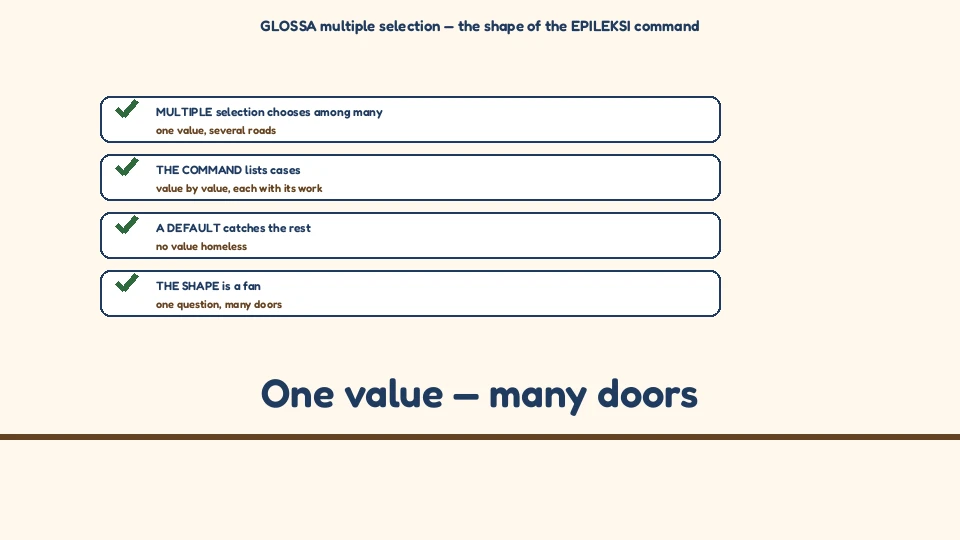 GLOSSA multiple selection — the shape of the EPILEKSI command
MULTIPLE selection chooses among many
one value, several roads
THE COMMAND lists cases
value by value, each with its work
A DEFAULT catches the rest
no value homeless
THE SHAPE is a fan
one question, many doors
One value — many doors